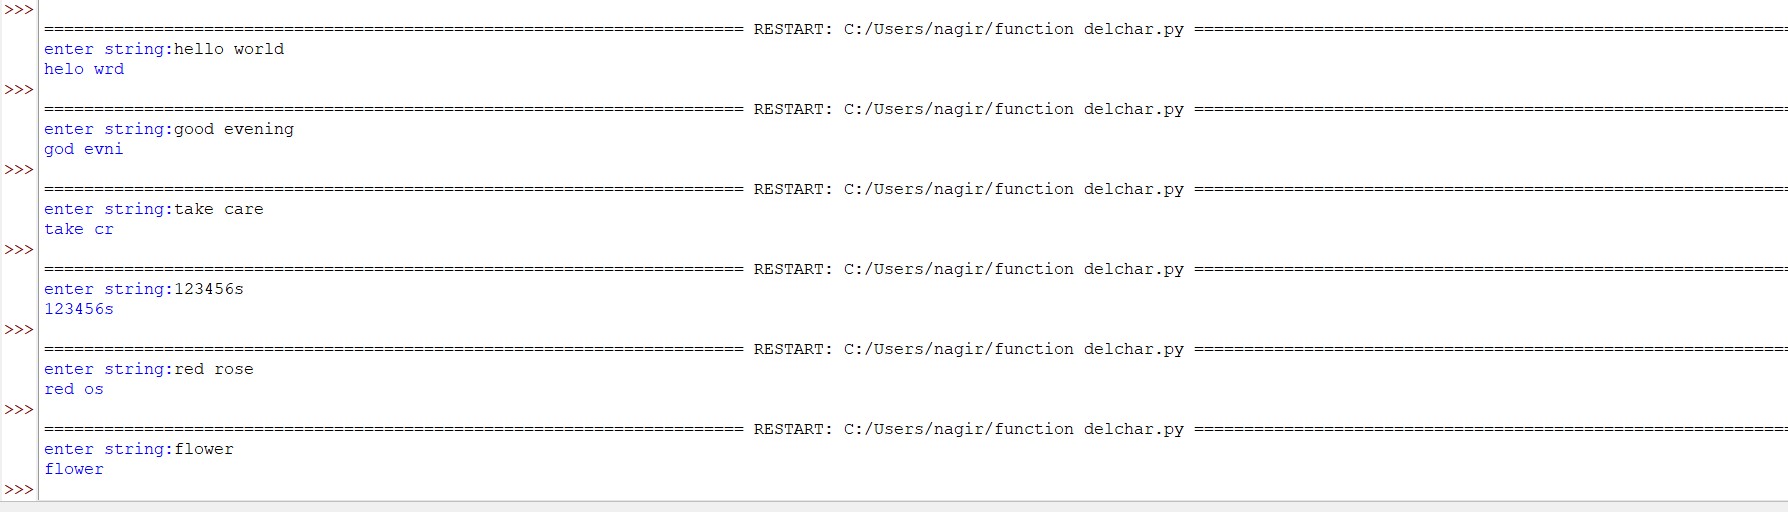 >>>
====================================================================== RESTART: C:/Users/nagir/function delchar.py ============================================================
enter string:hello world
helo wrd
>>>
====================================================================== RESTART: C:/Users/nagir/function delchar.py ============================================================
enter string:good evening
god evni
>>>
====================================================================== RESTART: C:/Users/nagir/function delchar.py ============================================================
enter string:take care
take cr
>>>
====================================================================== RESTART: C:/Users/nagir/function delchar.py ============================================================
enter string:123456s
123456s
>>>
====================================================================== RESTART: C:/Users/nagir/function delchar.py ============================================================
enter string:red rose
red os
>>>
====================================================================== RESTART: C:/Users/nagir/function delchar.py ============================================================
enter string:flower
flower
>>>